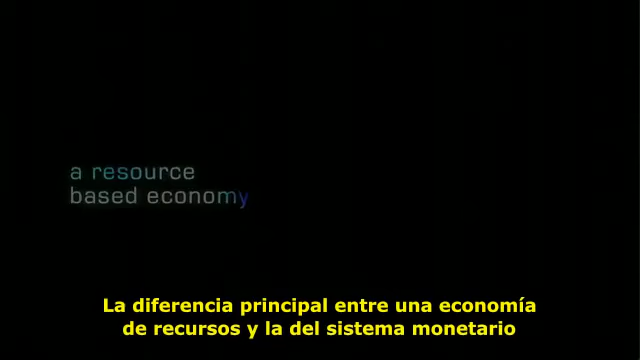 a resource
based economy
La diferencia principal entre una economía
de recursos y la del sistema monetario